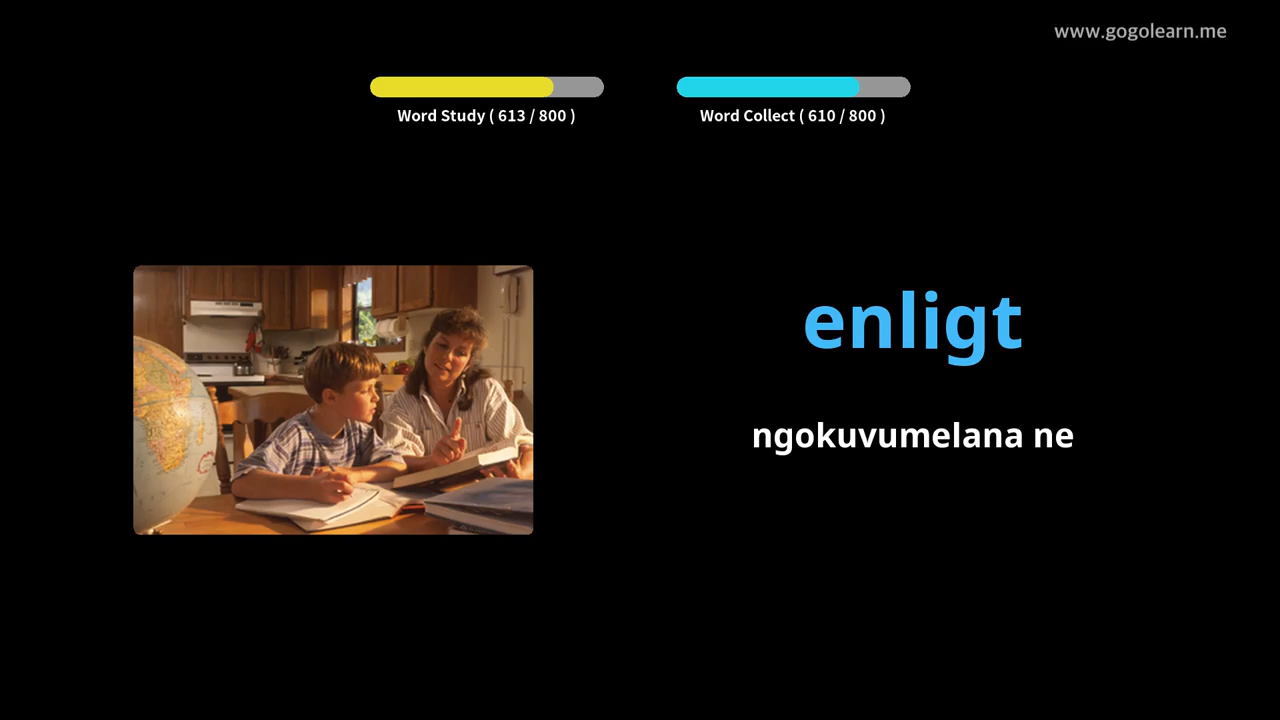 www.gogolearn.me
Word Study ( 613 / 800 )
Word Collect ( 610 / 800 )
enligt
ngokuvumelana ne